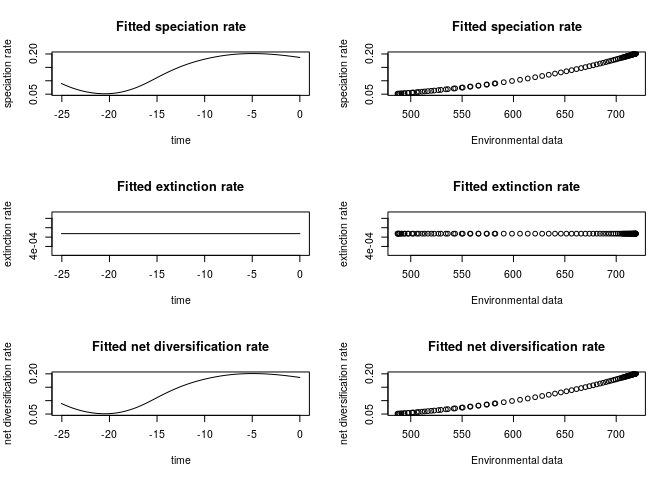 Fitted speciation rate
speciation rate
0.05 0.20
-25 -20 -15 -10 -5 0
time
Fitted speciation rate
speciation rate
0.05 0.20
500 550 600 650 700
Environmental data
Fitted extinction rate
extinction rate
4e-04
-25 -20 -15 -10 -5 0
time
Fitted extinction rate
extinction rate
4e-04
500 550 600 650 700
Environmental data
Fitted net diversification rate
net diversification rate
0.05 0.20
-25 -20 -15 -10 -5 0
time
Fitted net diversification rate
net diversification rate
0.05 0.20
500 550 600 650 700
Environmental data